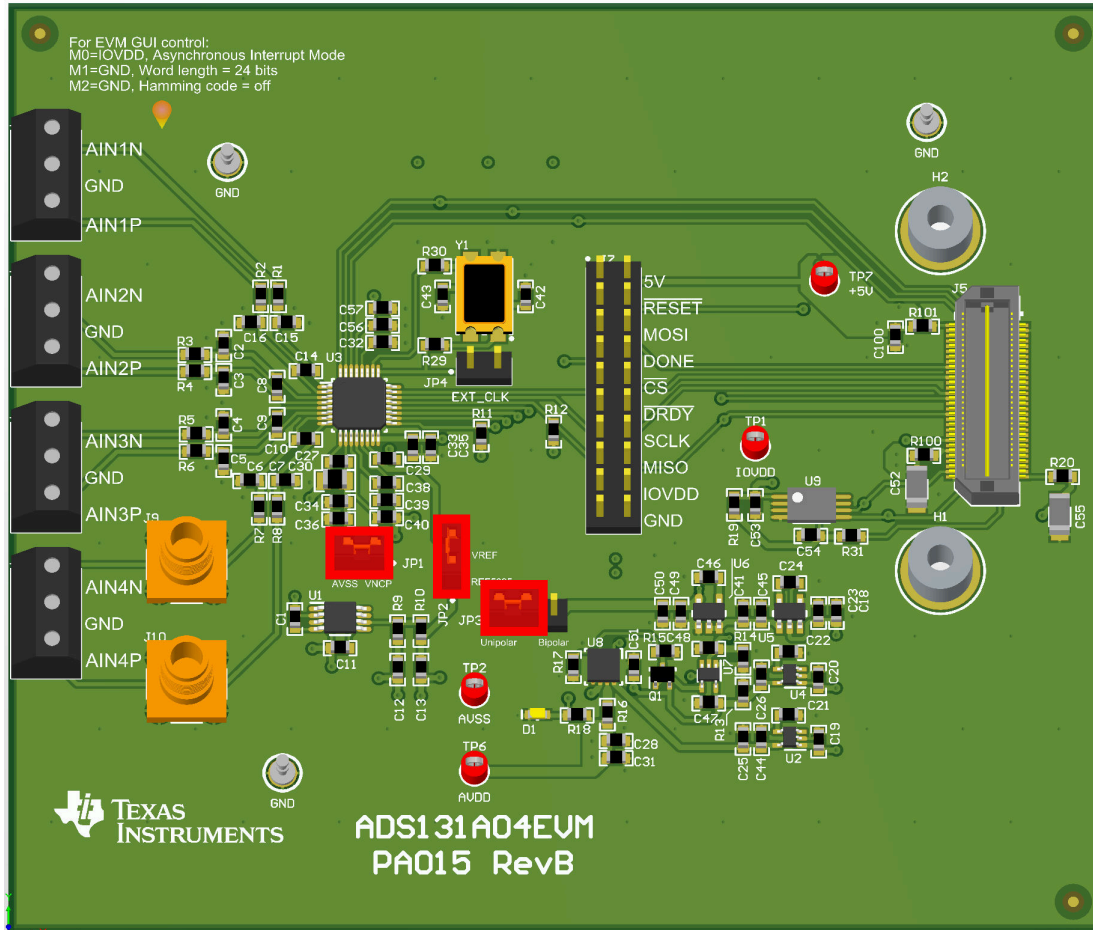 For EVM GUI control:
M0=IOVDD, Asynchronous Interrupt Mode
M1=GND, Word length = 24 bits
M2=GND, Hamming code = off
AIN1N
GND
AIN1P
GND
GND
H2
AIN2N
GND
AIN2P
R2
R1
C16
C15
R3
C2
R4
C3
C14
U3
C8
C57
C56
C32
R30
Y1
C43
C42
R29
JP4
EXT_CLK
5V
RESET
MOSI
DONE
CS
DRDY
SCLK
MISO
IOVDD
GND
TP7
+5V
J5
R101
C100
AIN3N
GND
AIN3P
R5
C4
R6
C5
C9
C10
C27
C6
C7
C30
R7
R8
C34
C36
C29
C33
C35
C38
C39
C40
R11
R12
TP1
IOVDD
R100
C52
U9
R19
C53
C54
R31
R20
C55
H1
J9
AIN4N
GND
AIN4P
J10
JP1
AVSS VNCP
VREF
JP2
JP3
Unipolar
Bipolar
U1
C1
C11
R9
R10
C12
C13
TP2
AVSS
TP6
AVDD
D1
R18
R17
U8
C51
R16
C28
C31
R15
C48
Q1
C50
C49
C46
U6
C41
C45
C24
C23
C18
C22
R14
U5
U7
C47
R13
C26
U4
C20
C21
C25
C44
U2
C19
GND
TEXAS
INSTRUMENTS
ADS131A04EVM
PA015 RevB